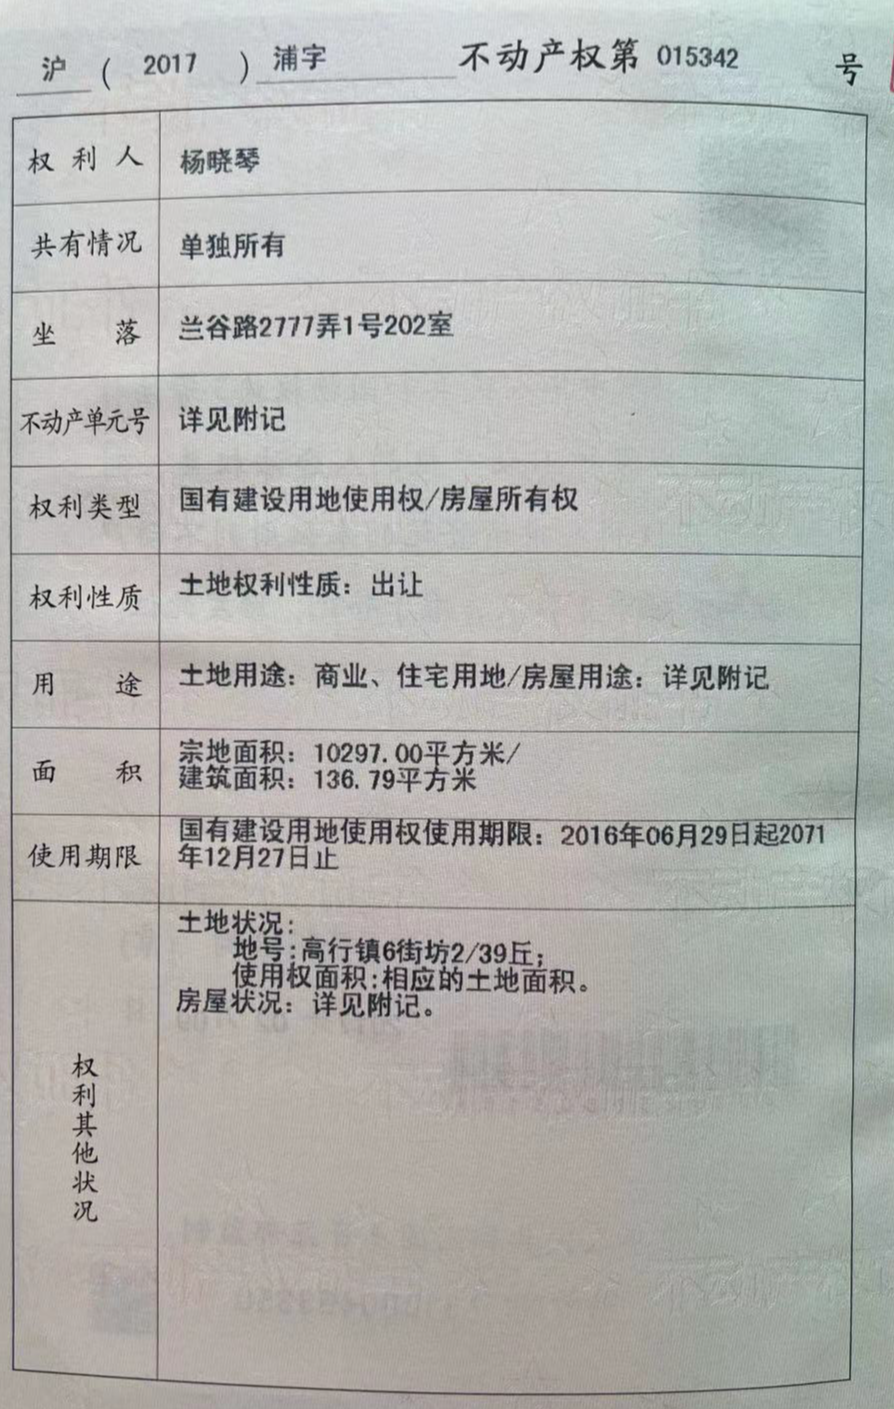 沪(2017)浦字不动产权第015342号
权利人 杨晓琴
共有情况 单独所有
坐落 兰谷路2777弄1号202室
不动产单元号 详见附记
权利类型 国有建设用地使用权/房屋所有权
权利性质 土地权利性质：出让
用途 土地用途：商业、住宅用地/房屋用途：详见附记
面积 宗地面积：10297.00平方米/
建筑面积：136.79平方米
使用期限 国有建设用地使用权使用期限：2016年06月29日起2071
年12月27日止
权利其他状况
土地状况：
地号:高行镇6街坊2/39丘；
使用权面积:相应的土地面积。
房屋状况：详见附记。